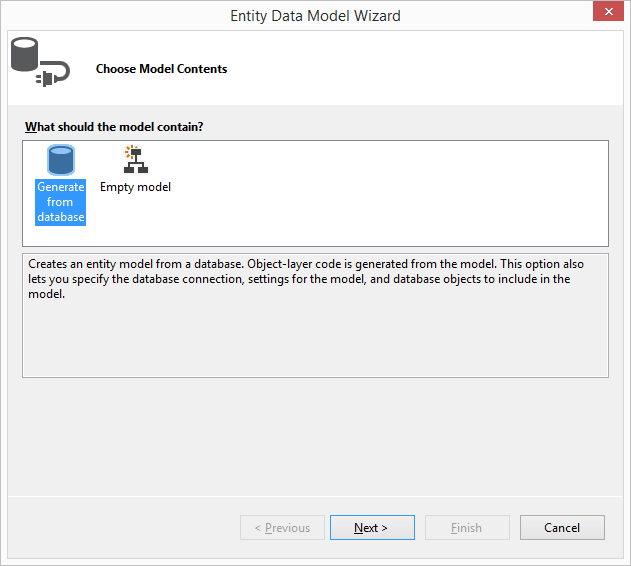 Entity Data Model Wizard
Choose Model Contents
What should the model contain?
Generate
from
database
Empty model
Creates an entity model from a database. Object-layer code is generated from the model. This option also
lets you specify the database connection, settings for the model, and database objects to include in the
model.
< Previous
Next >
Finish
Cancel